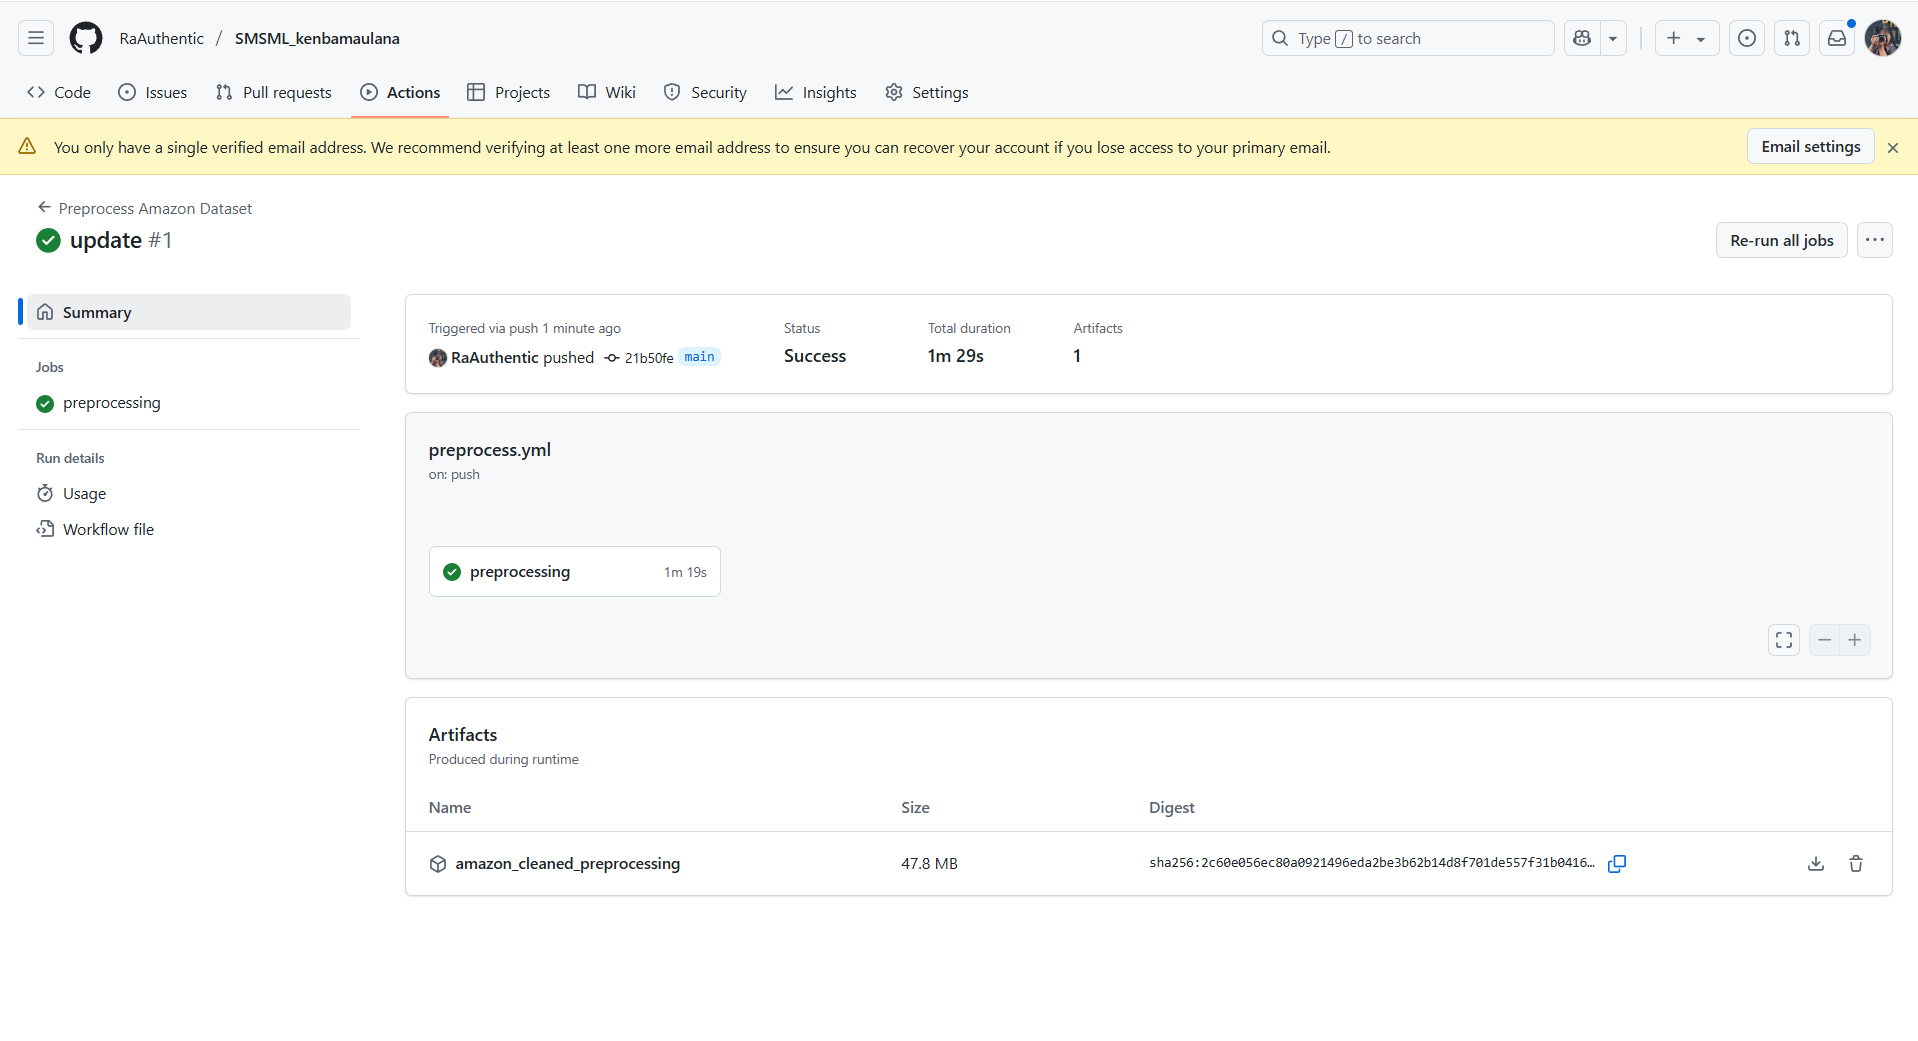 RaAuthentic / SMSML_kenbamaulana
Type / to search
Code Issues Pull requests Actions Projects Wiki Security Insights Settings
You only have a single verified email address. We recommend verifying at least one more email address to ensure you can recover your account if you lose access to your primary email.
Email settings
Preprocess Amazon Dataset
update #1
Re-run all jobs
Summary
Jobs
preprocessing
Run details
Usage
Workflow file
Triggered via push 1 minute ago
RaAuthentic pushed 21b50fe main
Status
Success
Total duration
1m 29s
Artifacts
1
preprocess.yml
on: push
preprocessing 1m 19s
Artifacts
Produced during runtime
Name Size Digest
amazon_cleaned_preprocessing 47.8 MB sha256:2c60e056ec80a0921496eda2be3b62b14d8f701de557f31b0416…